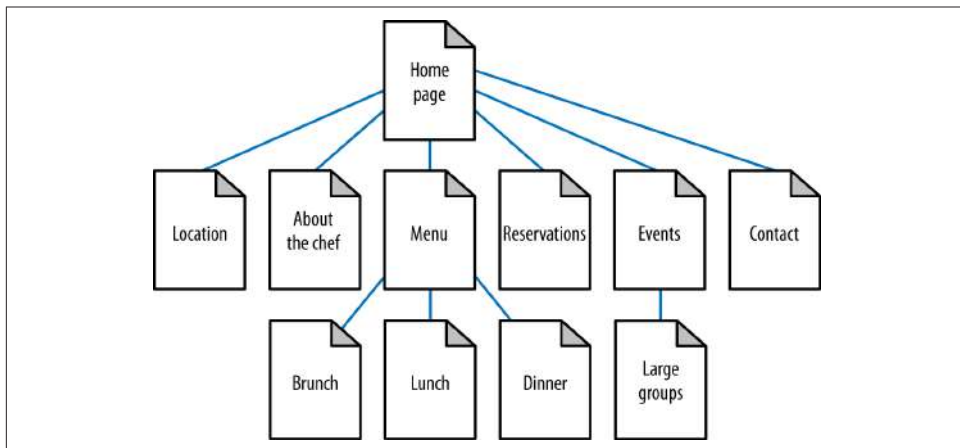 Home
page
Location
About
the chef
Menu
Reservations
Events
Contact
Brunch
Lunch
Dinner
Large
groups